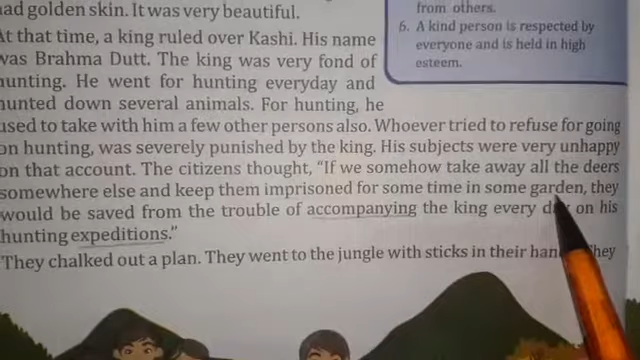 had golden skin. It was very beautiful.
At that time, a king ruled over Kashi. His name
was Brahma Dutt. The king was very fond of
hunting. He went for hunting everyday and
hunted down several animals. For hunting, he
used to take with him a few other persons also. Whoever tried to refuse for going
on hunting, was severely punished by the king. His subjects were very unhappy
on that account. The citizens thought, "If we somehow take away all the deers
somewhere else and keep them imprisoned for some time in some garden, they
would be saved from the trouble of accompanying the king every on his
hunting expeditions."
They chalked out a plan. They went to the jungle with sticks in their They
from others.
6. A kind person is respected by
everyone and is held in high
esteem.